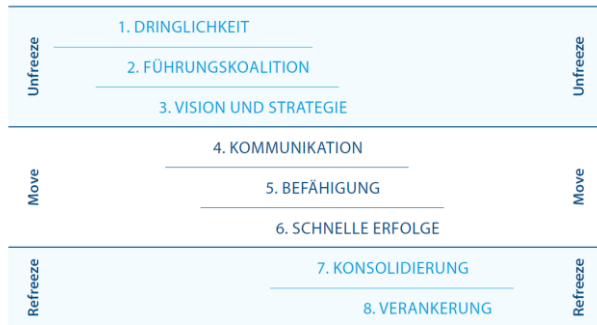 Unfreeze
1. DRINGLICHKEIT
2. FÜHRUNGSKOALITION
3. VISION UND STRATEGIE
Unfreeze
Move
4. KOMMUNIKATION
5. BEFÄHIGUNG
6. SCHNELLE ERFOLGE
Move
Refreeze
7. KONSOLIDIERUNG
8. VERANKERUNG
Refreeze